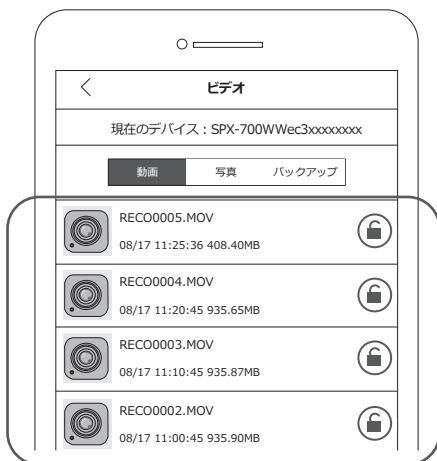 ビデオ
現在のデバイス：SPX-700WWec3xxxxxxxx
動画 写真 バックアップ
RECO0005.MOV
08/17 11:25:36 408.40MB
RECO0004.MOV
08/17 11:20:45 935.65MB
RECO0003.MOV
08/17 11:10:45 935.87MB
RECO0002.MOV
08/17 11:00:45 935.90MB